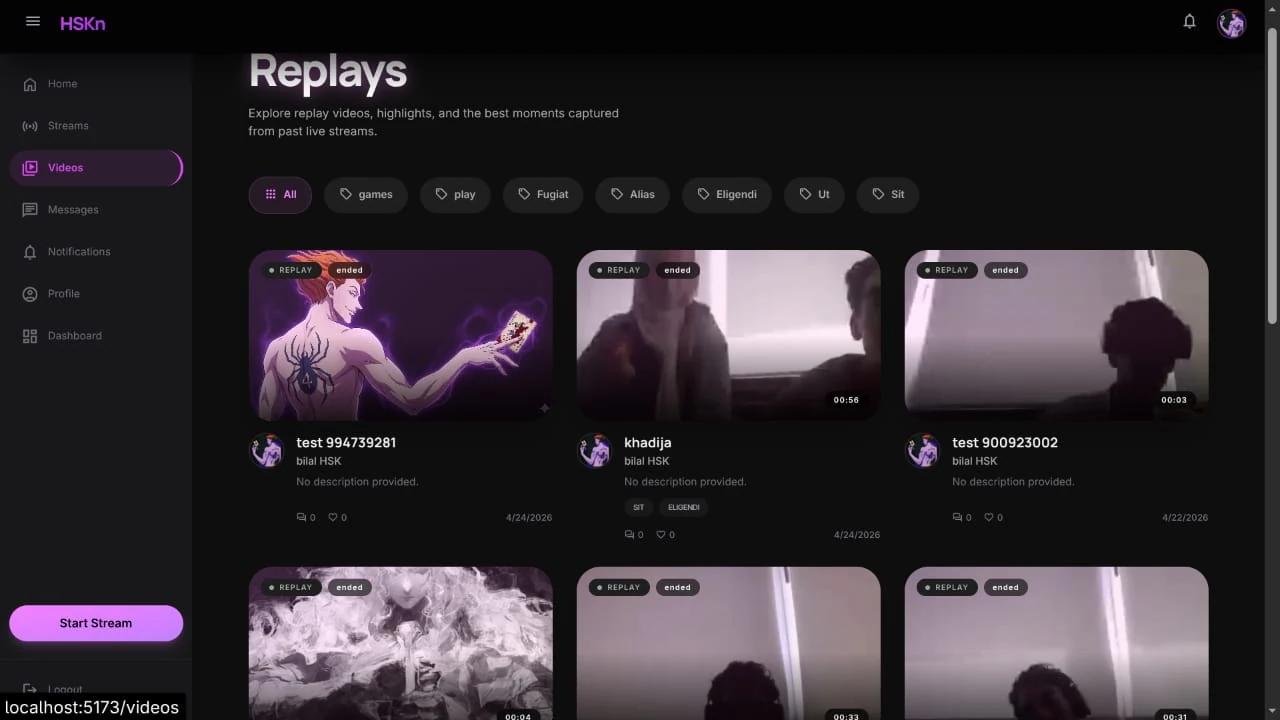 HSKn
Home
Streams
Videos
Messages
Notifications
Profile
Dashboard
Start Stream
Logout
localhost:5173/videos
Replays
Explore replay videos, highlights, and the best moments captured
from past live streams.
All games play Fugiat Alias Eligendi Ut Sit
REPLAY ended
test 994739281
bilal HSK
No description provided.
0 0 4/24/2026
REPLAY ended
00:56
khadija
bilal HSK
No description provided.
SIT ELIGENDI
0 0 4/24/2026
REPLAY ended
00:03
test 900923002
bilal HSK
No description provided.
0 0 4/22/2026
REPLAY ended
00:04
REPLAY ended
00:33
REPLAY ended
00:31